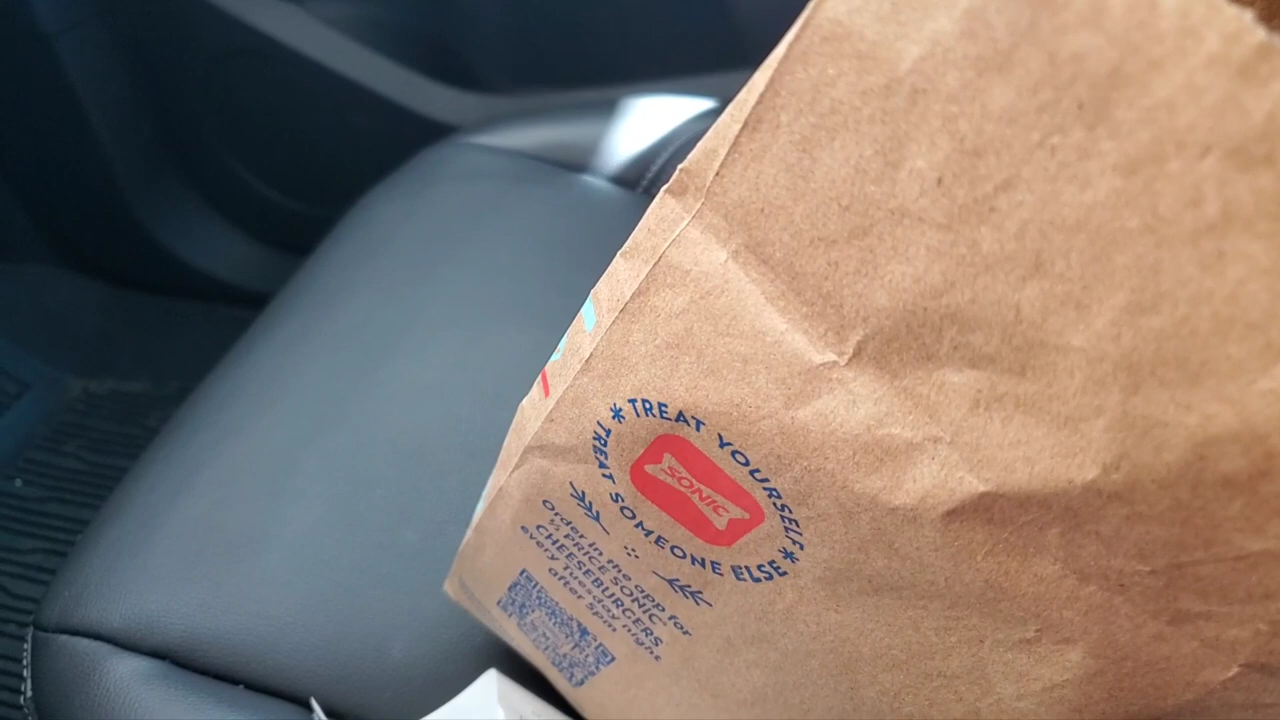 * TREAT YOURSELF *
TREAT SOMEONE ELSE
SONIC
Order in the app for
½ PRICE SONIC
CHEESEBURGERS
every Tuesday night
after 5pm